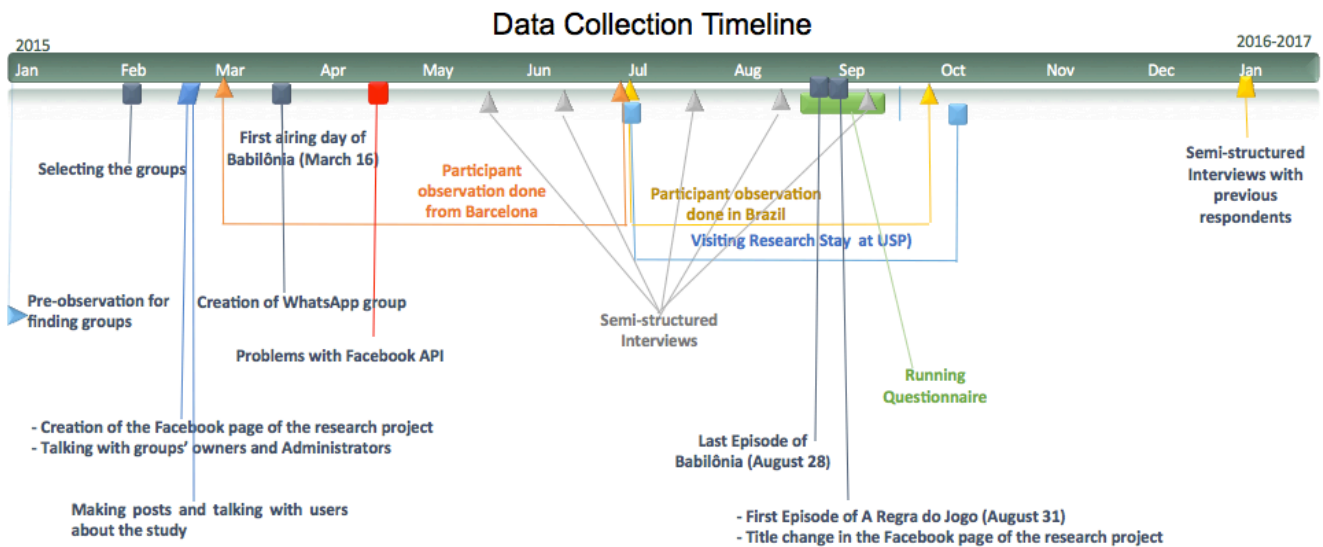 Data Collection Timeline
2015
2016-2017
Jan Feb Mar Apr May Jun Jul Aug Sep Oct Nov Dec Jan
Selecting the groups
First airing day of
Babilônia (March 16)
Participant
observation done
from Barcelona
Participant observation
done in Brazil
Visiting Research Stay at USP)
Semi-structured
Interviews with
previous
respondents
Pre-observation for
finding groups
Creation of WhatsApp group
Semi-structured
Interviews
Problems with Facebook API
Running
Questionnaire
- Creation of the Facebook page of the research project
- Talking with groups' owners and Administrators
Last Episode of
Babilônia (August 28)
Making posts and talking with users
about the study
- First Episode of A Regra do Jogo (August 31)
- Title change in the Facebook page of the research project